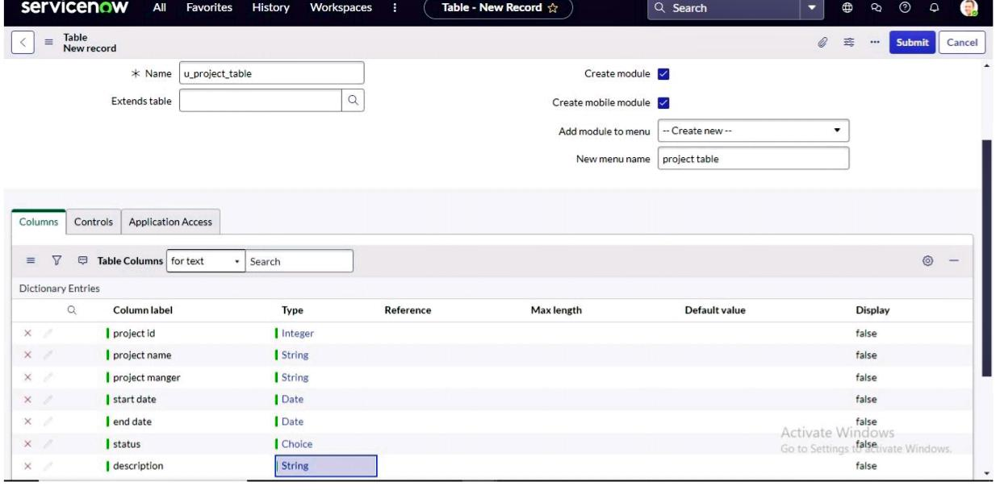 servicenow All Favorites History Workspaces Table - New Record Search
Table
New record
Submit Cancel
* Name u_project_table Create module
Extends table Create mobile module
Add module to menu -- Create new --
New menu name project table
Columns Controls Application Access
Table Columns for text Search
Dictionary Entries
Column label Type Reference Max length Default value Display
project id Integer false
project name String false
project manger String false
start date Date false
end date Date false
Activate Windows
status Choice false
Go to Settings to activate Windows.
description String false